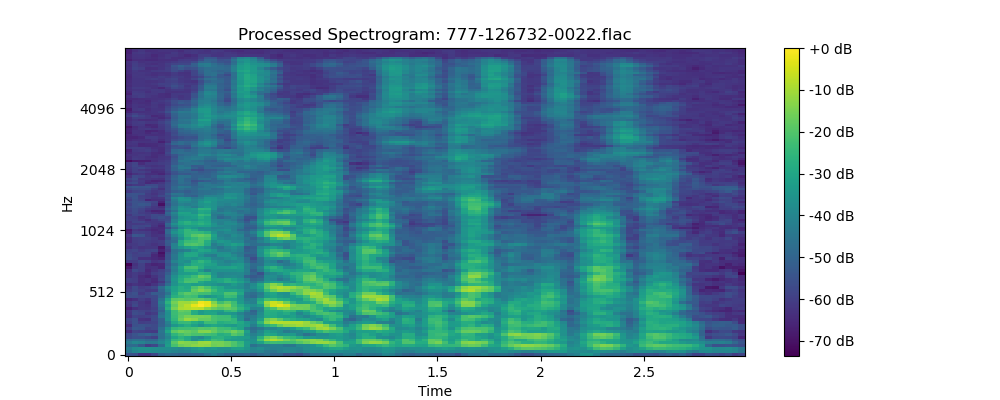 Processed Spectrogram: 777-126732-0022.flac
Hz
4096
2048
1024
512
0
0
0.5
1
1.5
2
2.5
Time
+0 dB
-10 dB
-20 dB
-30 dB
-40 dB
-50 dB
-60 dB
-70 dB